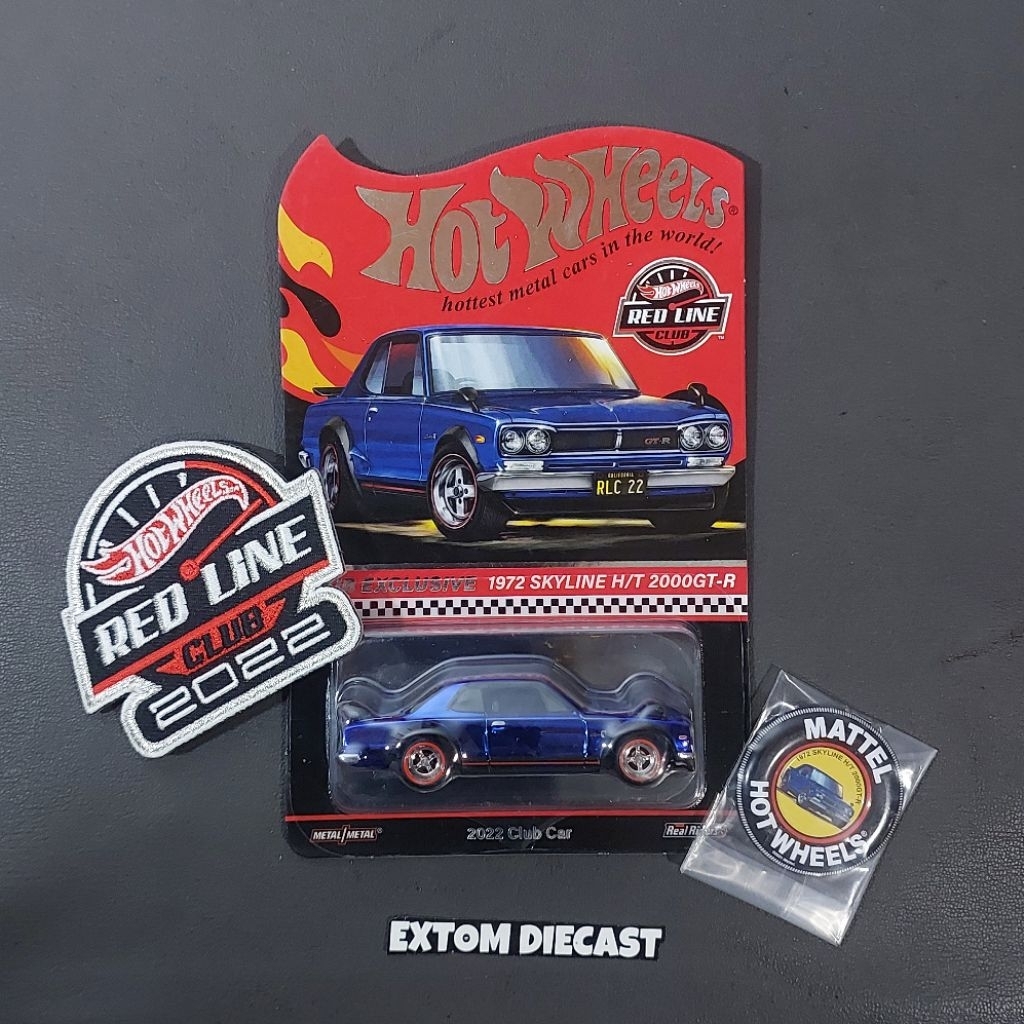 Hot Wheels®
hottest metal cars in the world!
HOT WHEELS
RED LINE
CLUB
™
GT-R
CALIFORNIA
RLC 22
HOT WHEELS
RED LINE
CLUB
2022
EXCLUSIVE 1972 SKYLINE H/T 2000GT-R
METAL/METAL®
2022 Club Car
Real
MATTEL
1972 SKYLINE H/T 2000GT-R
HOT WHEELS®
EXTOM DIECAST